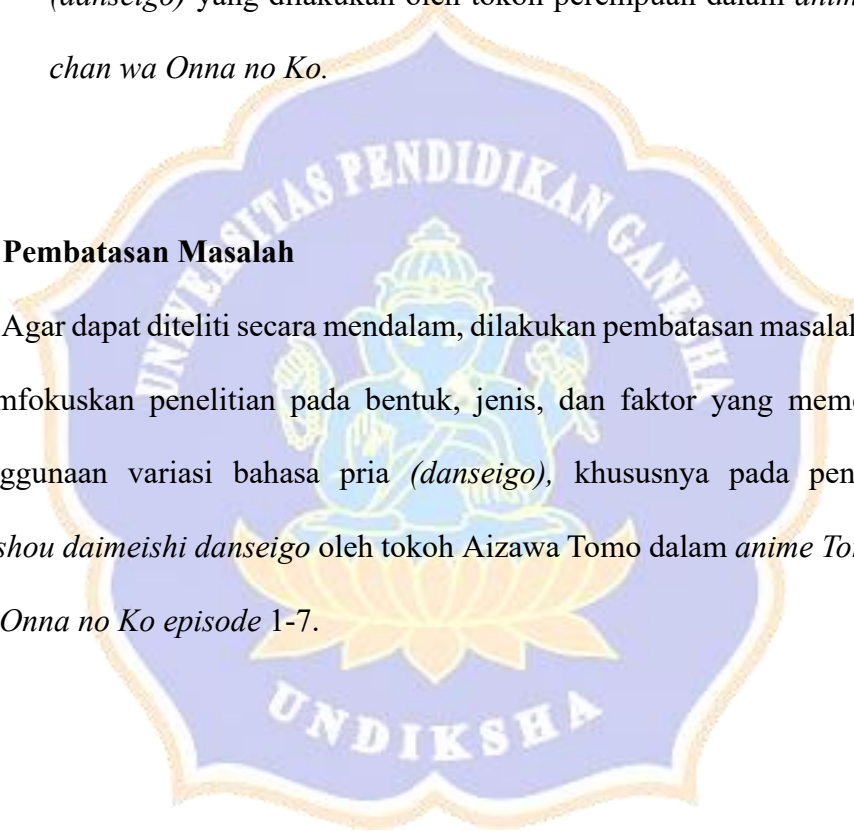 (danseigo) yang dilakukan oleh tokoh perempuan dalam anime
chan wa Onna no Ko.
UNIVERSITAS PENDIDIKAN GANESHA
Pembatasan Masalah
Agar dapat diteliti secara mendalam, dilakukan pembatasan masalah
mfokuskan penelitian pada bentuk, jenis, dan faktor yang mem
ggunaan variasi bahasa pria (danseigo), khususnya pada pen
shou daimeishi danseigo oleh tokoh Aizawa Tomo dalam anime To
Onna no Ko episode 1-7.
UNDIKSHA